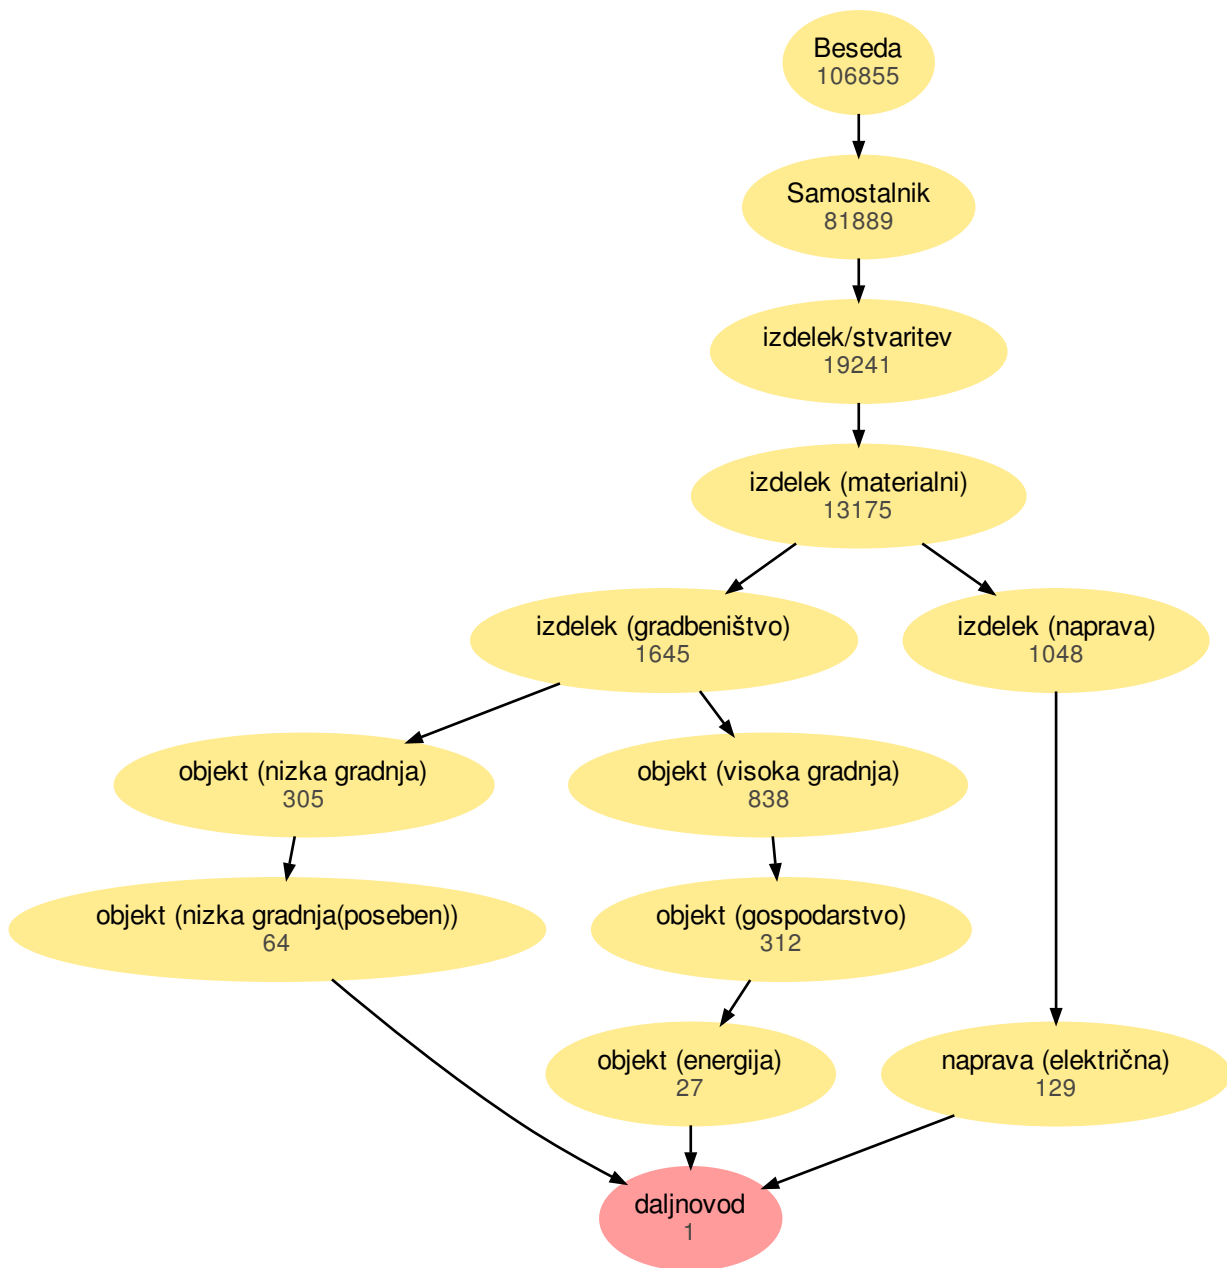 Beseda
106855
Samostalnik
81889
izdelek/stvaritev
19241
izdelek (materialni)
13175
izdelek (gradbeništvo)
1645
izdelek (naprava)
1048
objekt (nizka gradnja)
305
objekt (visoka gradnja)
838
objekt (nizka gradnja(poseben))
64
objekt (gospodarstvo)
312
objekt (energija)
27
naprava (električna)
129
daljnovod
1